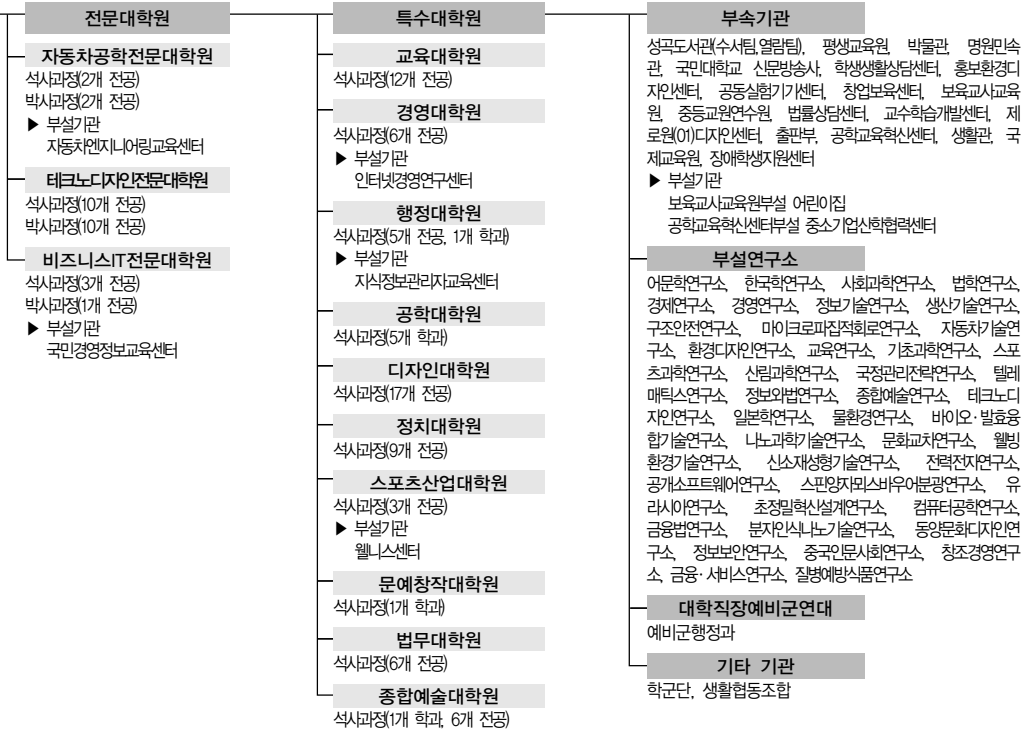 전문대학원
자동차공학전문대학원
석사과정(2개 전공)
박사과정(2개 전공)
▶ 부설기관
자동차엔지니어링교육센터
테크노디자인전문대학원
석사과정(10개 전공)
박사과정(10개 전공)
비즈니스IT전문대학원
석사과정(3개 전공)
박사과정(1개 전공)
▶ 부설기관
국민경영정보교육센터
특수대학원
교육대학원
석사과정(12개 전공)
경영대학원
석사과정(6개 전공)
▶ 부설기관
인터넷경영연구센터
행정대학원
석사과정(5개 전공, 1개 학과)
▶ 부설기관
지식정보관리자교육센터
공학대학원
석사과정(5개 학과)
디자인대학원
석사과정(17개 전공)
정치대학원
석사과정(9개 전공)
스포츠산업대학원
석사과정(3개 전공)
▶ 부설기관
웰니스센터
문예창작대학원
석사과정(1개 학과)
법무대학원
석사과정(6개 전공)
종합예술대학원
석사과정(1개 학과, 6개 전공)
부속기관
성곡도서관(수서팀,열람팀), 평생교육원, 박물관, 명원민속
관, 국민대학교 신문방송사, 학생생활상담센터, 홍보환경디
자인센터, 공동실험기기센터, 창업보육센터, 보육교사교육
원, 중등교원연수원, 법률상담센터, 교수학습개발센터, 제
로원(01)디자인센터, 출판부, 공학교육혁신센터, 생활관, 국
제교육원, 장애학생지원센터
▶ 부설기관
보육교사교육원부설 어린이집
공학교육혁신센터부설 중소기업산학협력센터
부설연구소
어문학연구소, 한국학연구소, 사회과학연구소, 법학연구소,
경제연구소, 경영연구소, 정보기술연구소, 생산기술연구소,
구조안전연구소, 마이크로파집적회로연구소, 자동차기술연
구소, 환경디자인연구소, 교육연구소, 기초과학연구소, 스포
츠과학연구소, 산림과학연구소, 국정관리전략연구소, 텔레
매틱스연구소, 정보와법연구소, 종합예술연구소, 테크노디
자인연구소, 일본학연구소, 물환경연구소, 바이오·발효융
합기술연구소, 나노과학기술연구소, 문화교차연구소, 웰빙
환경기술연구소, 신소재성형기술연구소, 전력전자연구소,
공개소프트웨어연구소, 스핀양자뫼스바우어분광연구소, 유
라시아연구소, 초정밀혁신설계연구소, 컴퓨터공학연구소,
금융법연구소, 분자인식나노기술연구소, 동양문화디자인연
구소, 정보보안연구소, 중국인문사회연구소, 창조경영연구
소, 금융·서비스연구소, 질병예방식품연구소
대학직장예비군연대
예비군행정과
기타 기관
학군단, 생활협동조합